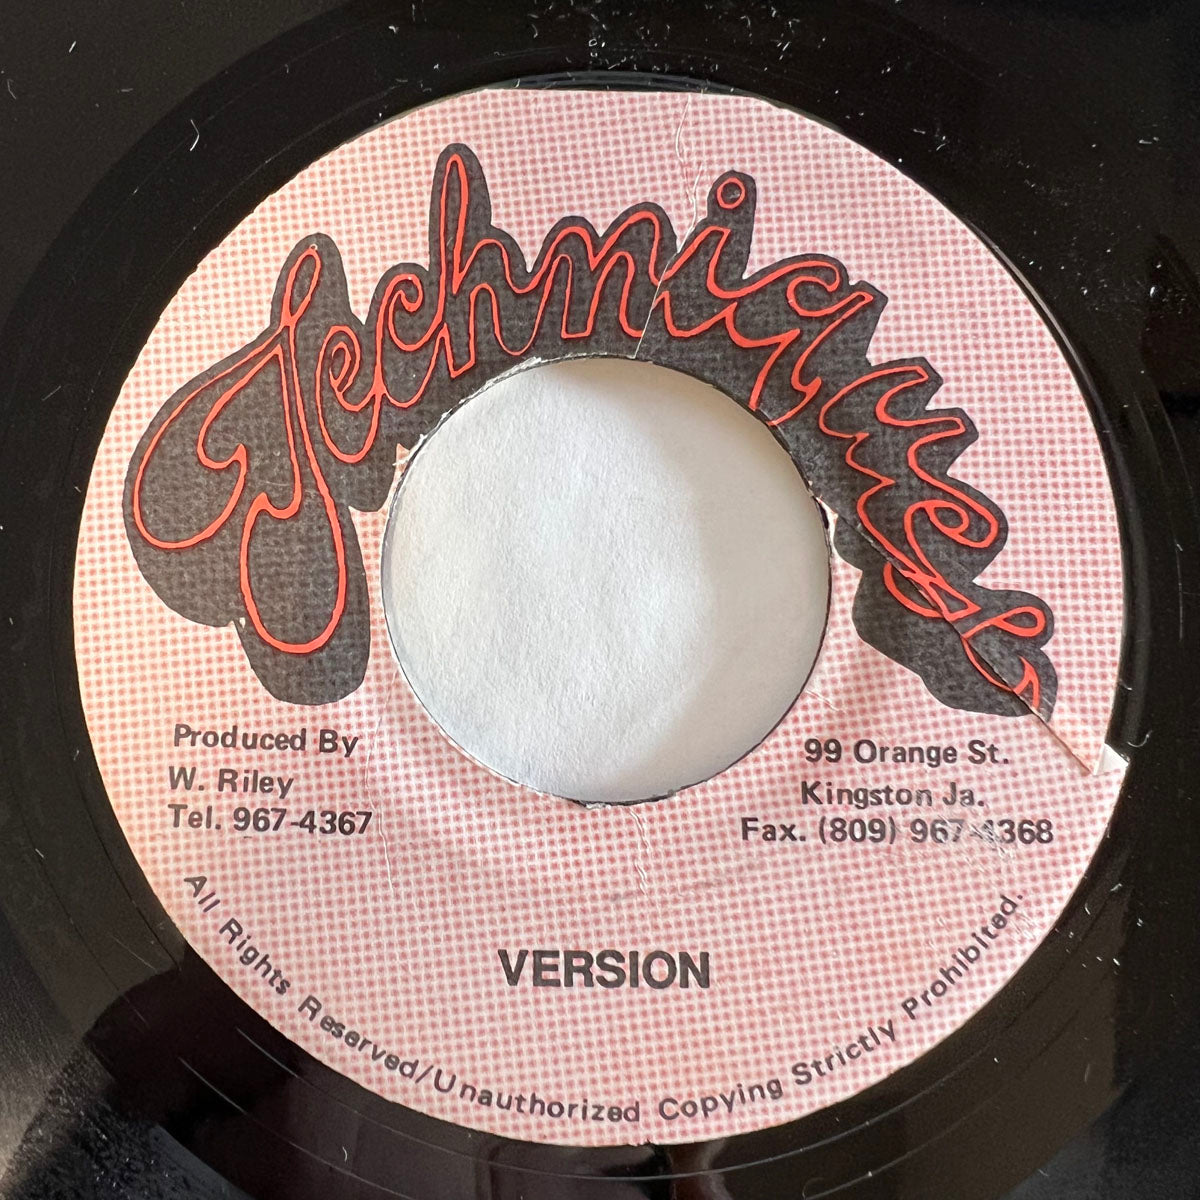 Techniques
Produced By
W. Riley
Tel. 967-4367
99 Orange St.
Kingston Ja.
Fax. (809) 967-4368
VERSION
All Rights Reserved/Unauthorized Copying Strictly Prohibited.